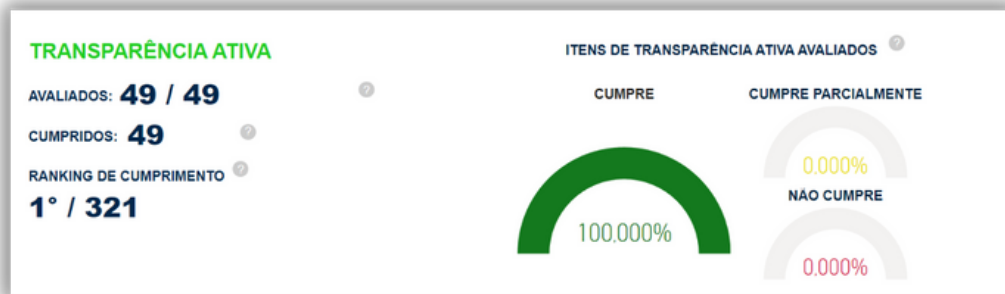 TRANSPARÊNCIA ATIVA
AVALIADOS: 49 / 49
CUMPRIDOS: 49
RANKING DE CUMPRIMENTO
1° / 321
ITENS DE TRANSPARÊNCIA ATIVA AVALIADOS
CUMPRE
100,000%
CUMPRE PARCIALMENTE
0,000%
NÃO CUMPRE
0,000%